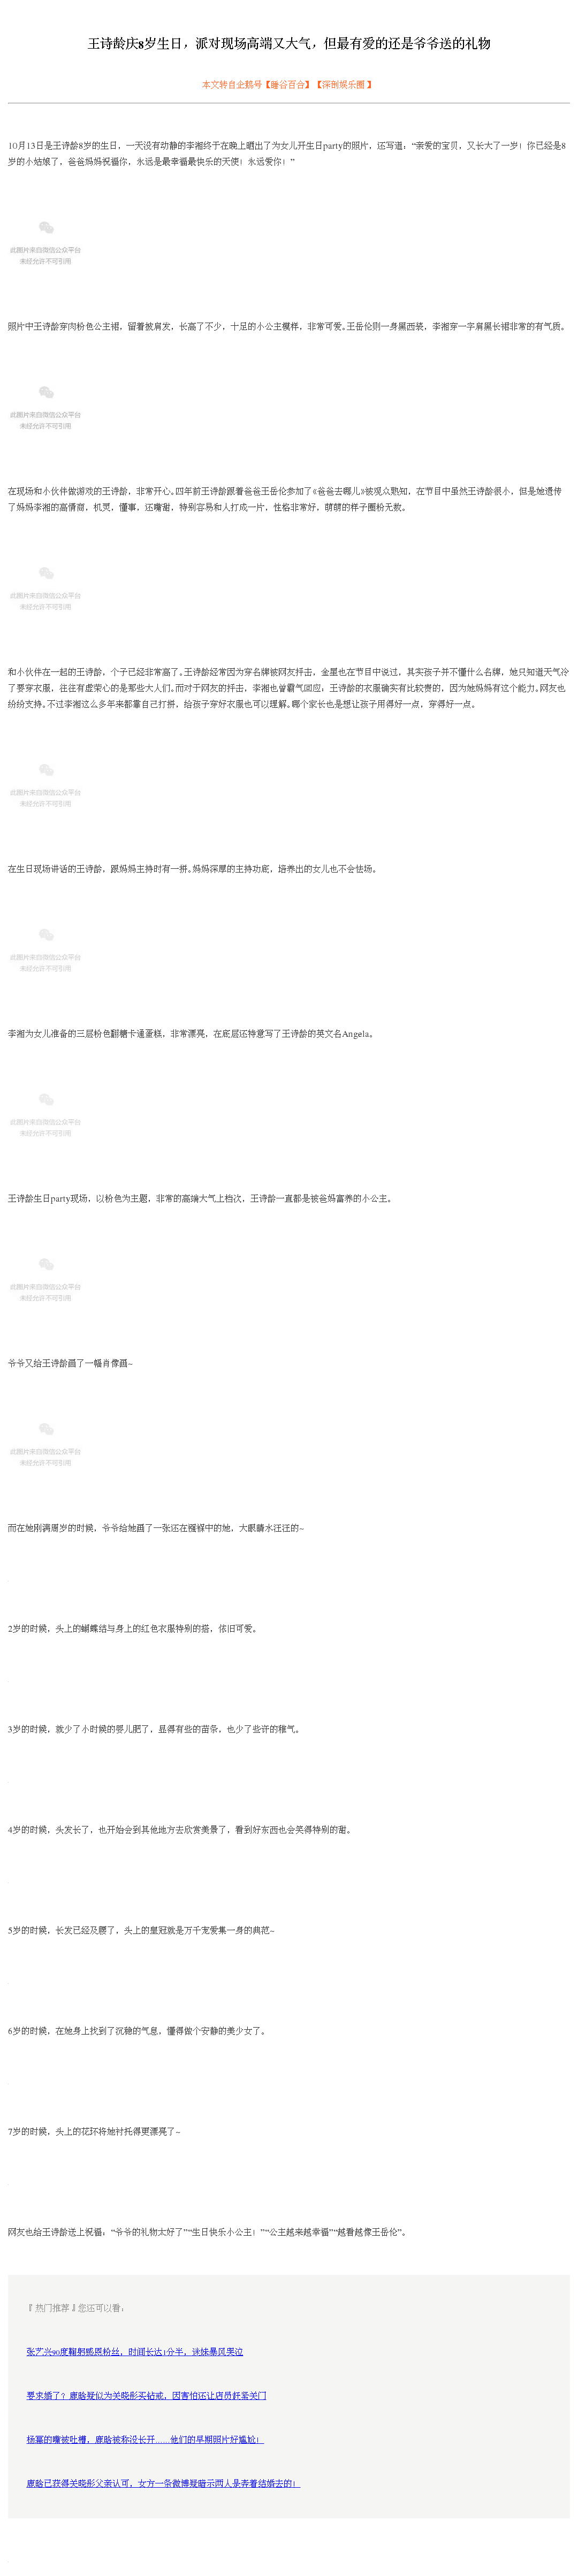 王诗龄庆8岁生日，派对现场高端又大气，但最有爱的还是爷爷送的礼物
本文转自企鹅号【暗谷百合】【深剖娱乐圈 】
10月13日是王诗龄8岁的生日，一天没有动静的李湘终于在晚上晒出了为女儿开生日party的照片，还写道，“亲爱的宝贝，又长大了一岁！你已经是8
岁的小姑娘了，爸爸妈妈祝福你，永远是最幸福最快乐的天使！永远爱你！”
此图片来自微信公众平台
未经允许不可引用
照片中王诗龄穿肉粉色公主裙，留着披肩发，长高了不少，十足的小公主模样，非常可爱。王岳伦则一身黑西装，李湘穿一字肩黑长裙非常的有气质。
此图片来自微信公众平台
未经允许不可引用
在现场和小伙伴做游戏的王诗龄，非常开心。四年前王诗龄跟着爸爸王岳伦参加了《爸爸去哪儿》被观众熟知，在节目中虽然王诗龄很小，但是她遗传
了妈妈李湘的高情商，机灵，懂事，还嘴甜，特别容易和人打成一片，性格非常好，萌萌的样子圈粉无数。
此图片来自微信公众平台
未经允许不可引用
和小伙伴在一起的王诗龄，个子已经非常高了。王诗龄经常因为穿名牌被网友抨击，金星也在节目中说过，其实孩子并不懂什么名牌，她只知道天气冷
了要穿衣服，往往有虚荣心的是那些大人们。而对于网友的抨击，李湘也曾霸气回应，王诗龄的衣服确实有比较贵的，因为她妈妈有这个能力。网友也
纷纷支持。不过李湘这么多年来都靠自己打拼，给孩子穿好衣服也可以理解。哪个家长也是想让孩子用得好一点，穿得好一点。
此图片来自微信公众平台
未经允许不可引用
在生日现场讲话的王诗龄，跟妈妈主持时有一拼。妈妈深厚的主持功底，培养出的女儿也不会怯场。
此图片来自微信公众平台
未经允许不可引用
李湘为女儿准备的三层粉色翻糖卡通蛋糕，非常漂亮，在底层还特意写了王诗龄的英文名Angela。
此图片来自微信公众平台
未经允许不可引用
王诗龄生日party现场，以粉色为主题，非常的高端大气上档次，王诗龄一直都是被爸妈富养的小公主。
此图片来自微信公众平台
未经允许不可引用
爷爷又给王诗龄画了一幅肖像画~
此图片来自微信公众平台
未经允许不可引用
而在她刚满周岁的时候，爷爷给她画了一张还在襁褓中的她，大眼睛水汪汪的~
2岁的时候，头上的蝴蝶结与身上的红色衣服特别的搭，依旧可爱。
3岁的时候，就少了小时候的婴儿肥了，显得有些的苗条，也少了些许的稚气。
4岁的时候，头发长了，也开始会到其他地方去欣赏美景了，看到好东西也会笑得特别的甜。
5岁的时候，长发已经及腰了，头上的皇冠就是万千宠爱集一身的典范~
6岁的时候，在她身上找到了沉稳的气息，懂得做个安静的美少女了。
7岁的时候，头上的花环将她衬托得更漂亮了~
网友也给王诗龄送上祝福，“爷爷的礼物太好了”“生日快乐小公主！”“公主越来越幸福”“越看越像王岳伦”。
『 热门推荐 』您还可以看，
张艺兴90度鞠躬感恩粉丝，时间长达1分半，迷妹暴风哭泣
要求婚了？鹿晗疑似为关晓彤买钻戒，因害怕还让店员赶紧关门
杨幂的嘴被吐槽，鹿晗被称没长开……他们的早期照片好尴尬！
鹿晗已获得关晓彤父亲认可，女方一条微博疑暗示两人是奔着结婚去的！